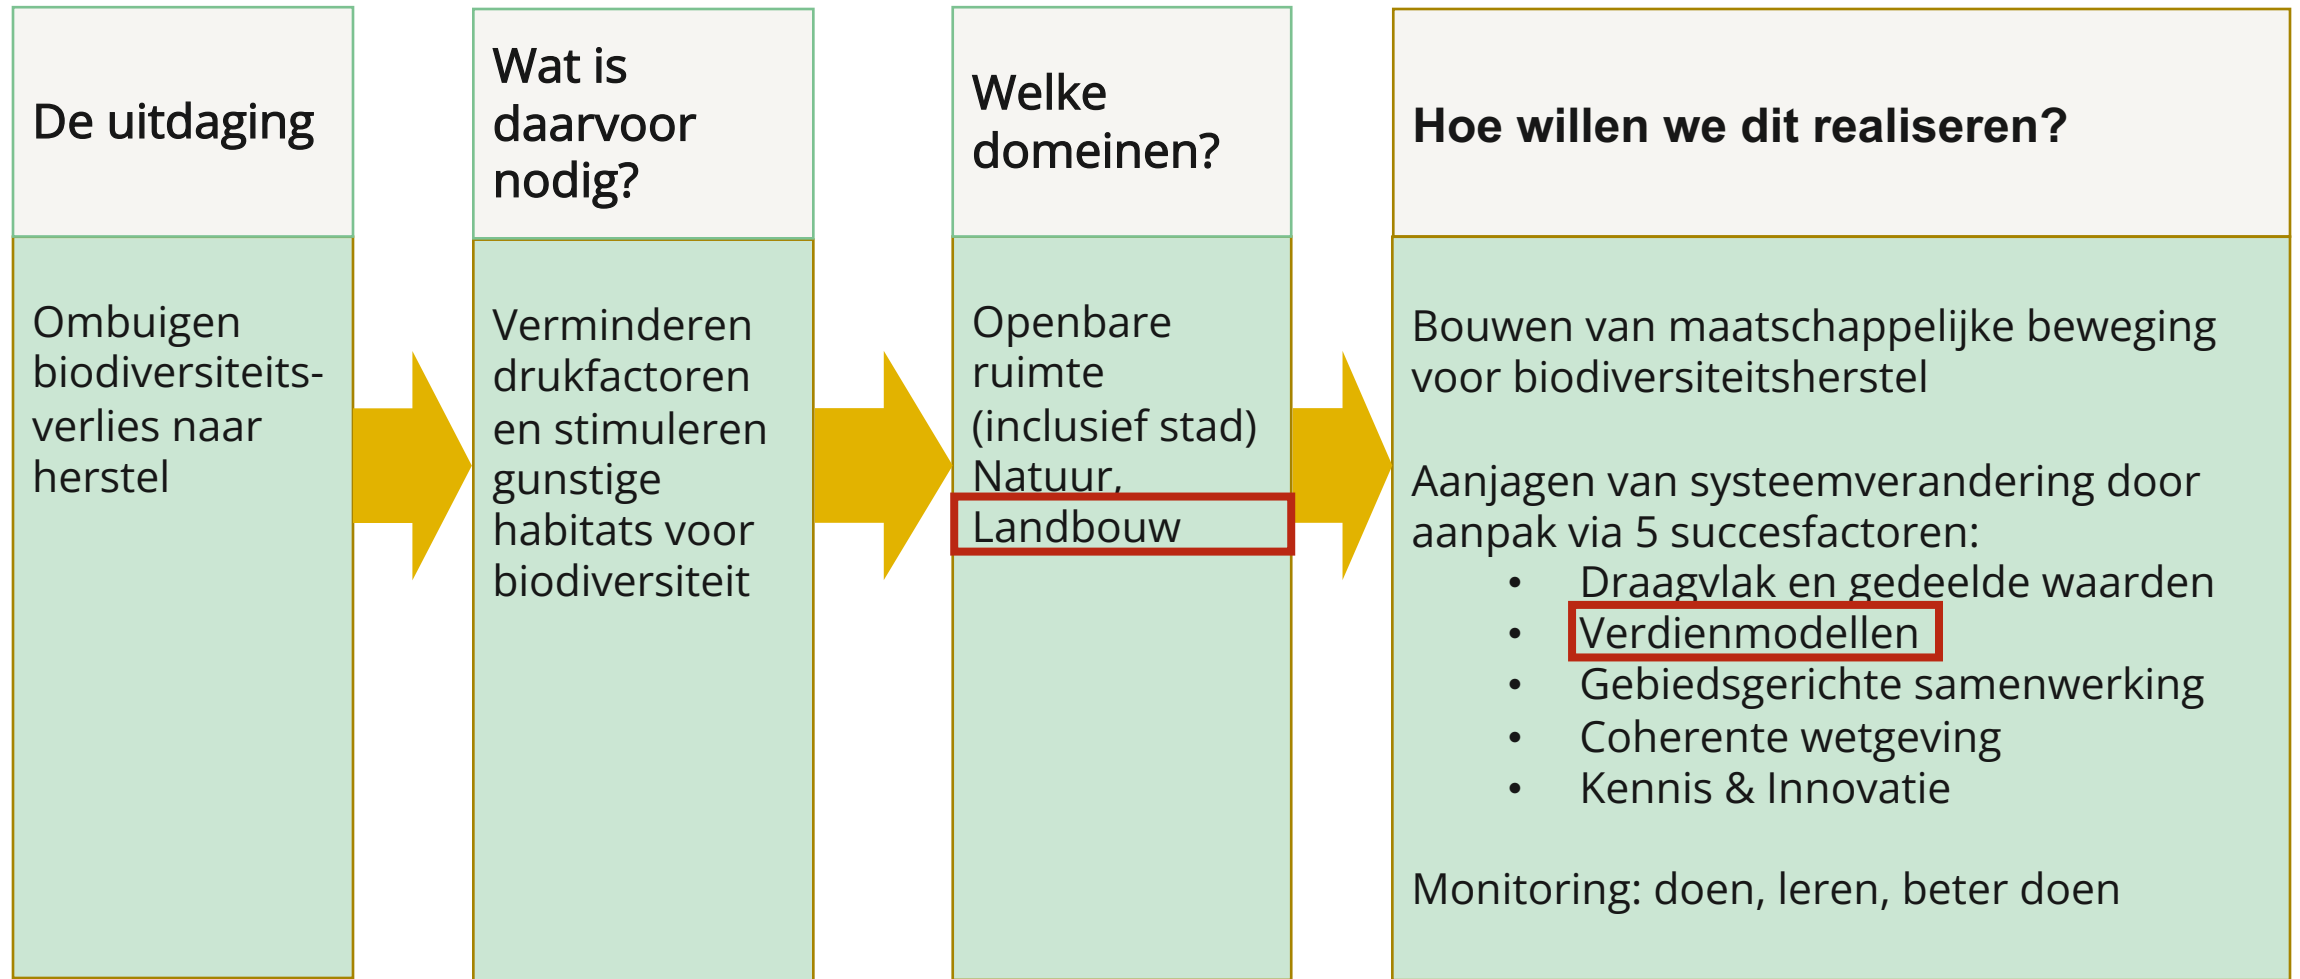 De uitdaging
Ombuigen
biodiversiteits-
verlies naar
herstel
Wat is
daarvoor
nodig?
Verminderen
drukfactoren
en stimuleren
gunstige
habitats voor
biodiversiteit
Welke
domeinen?
Openbare
ruimte
(inclusief stad)
Natuur,
Landbouw
Hoe willen we dit realiseren?
Bouwen van maatschappelijke beweging
voor biodiversiteitsherstel
Aanjagen van systeemverandering door
aanpak via 5 succesfactoren:
• Draagvlak en gedeelde waarden
• Verdienmodellen
• Gebiedsgerichte samenwerking
• Coherente wetgeving
• Kennis & Innovatie
Monitoring: doen, leren, beter doen